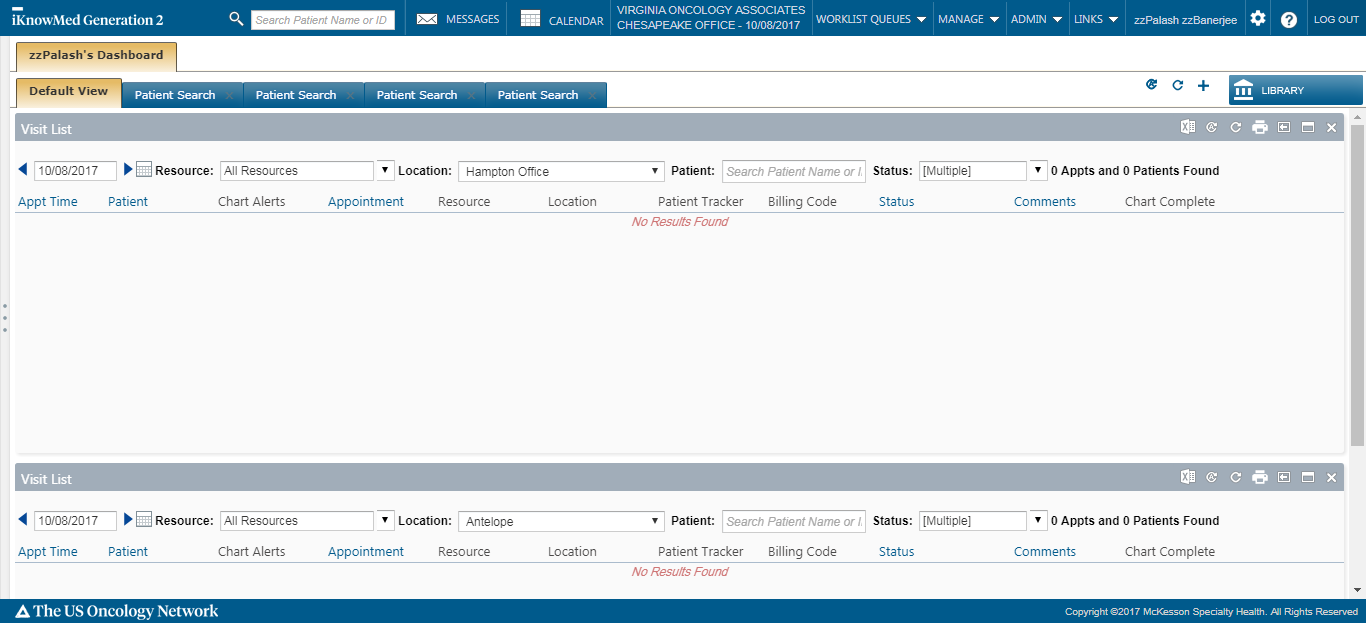 iKnowMed Generation 2
Search Patient Name or ID
MESSAGES
CALENDAR
VIRGINIA ONCOLOGY ASSOCIATES
CHESAPEAKE OFFICE - 10/08/2017
WORKLIST QUEUES
MANAGE
ADMIN
LINKS
zzPalash zzBanerjee
?
LOG OUT
zzPalash's Dashboard
Default View
Patient Search
Patient Search
Patient Search
Patient Search
LIBRARY
Visit List
10/08/2017 Resource: All Resources Location: Hampton Office Patient: Search Patient Name or I Status: [Multiple] 0 Appts and 0 Patients Found
Appt Time Patient Chart Alerts Appointment Resource Location Patient Tracker Billing Code Status Comments Chart Complete
No Results Found
Visit List
10/08/2017 Resource: All Resources Location: Antelope Patient: Search Patient Name or I Status: [Multiple] 0 Appts and 0 Patients Found
Appt Time Patient Chart Alerts Appointment Resource Location Patient Tracker Billing Code Status Comments Chart Complete
No Results Found
The US Oncology Network
Copyright ©2017 McKesson Specialty Health. All Rights Reserved